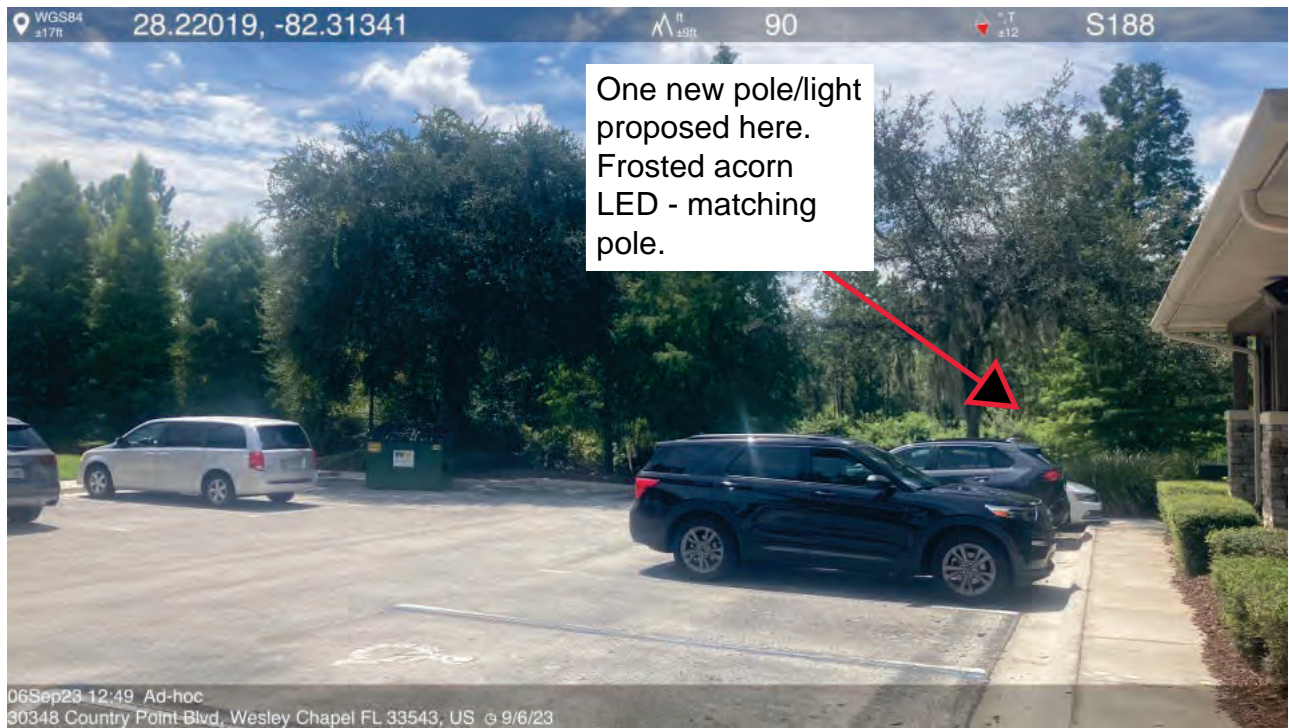 WGS84
±17ft
28.22019, -82.31341
ft
±9ft
90
°,T
±12
S188
One new pole/light
proposed here.
Frosted acorn
LED - matching
pole.
06Sep23 12:49 Ad-hoc
30348 Country Point Blvd, Wesley Chapel FL 33543, US 9/6/23